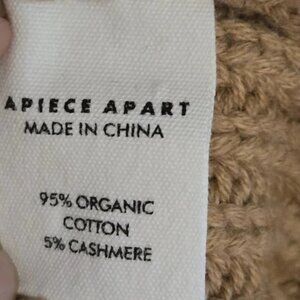 APIECE APART
MADE IN CHINA
95% ORGANIC
COTTON
5% CASHMERE